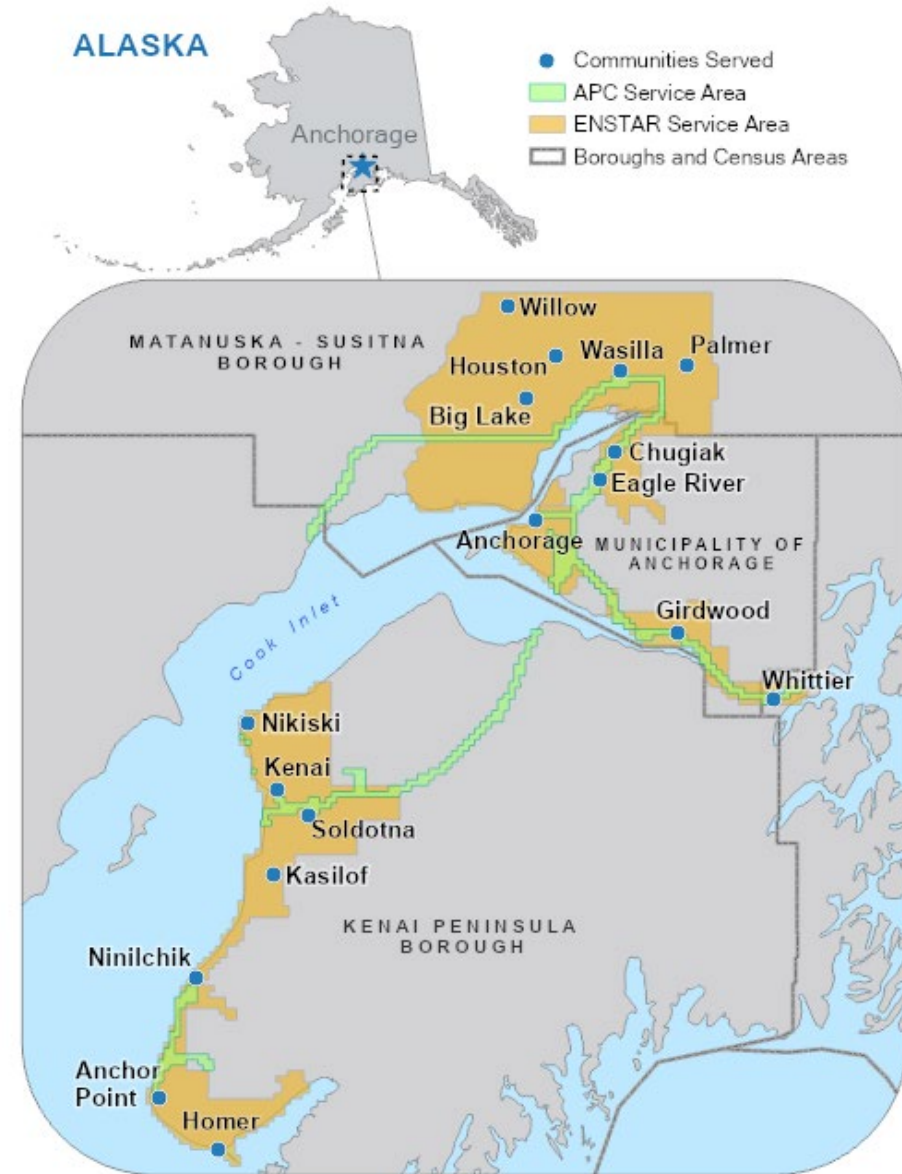 ALASKA
Anchorage
Communities Served
APC Service Area
ENSTAR Service Area
Boroughs and Census Areas
Willow
MATANUSKA - SUSITNA
BOROUGH
Houston
Wasilla
Palmer
Big Lake
Chugiak
Eagle River
Anchorage
MUNICIPALITY OF
ANCHORAGE
Cook Inlet
Girdwood
Whittier
Nikiski
Kenai
Soldotna
Kasilof
KENAI PENINSULA
BOROUGH
Ninilchik
Anchor
Point
Homer